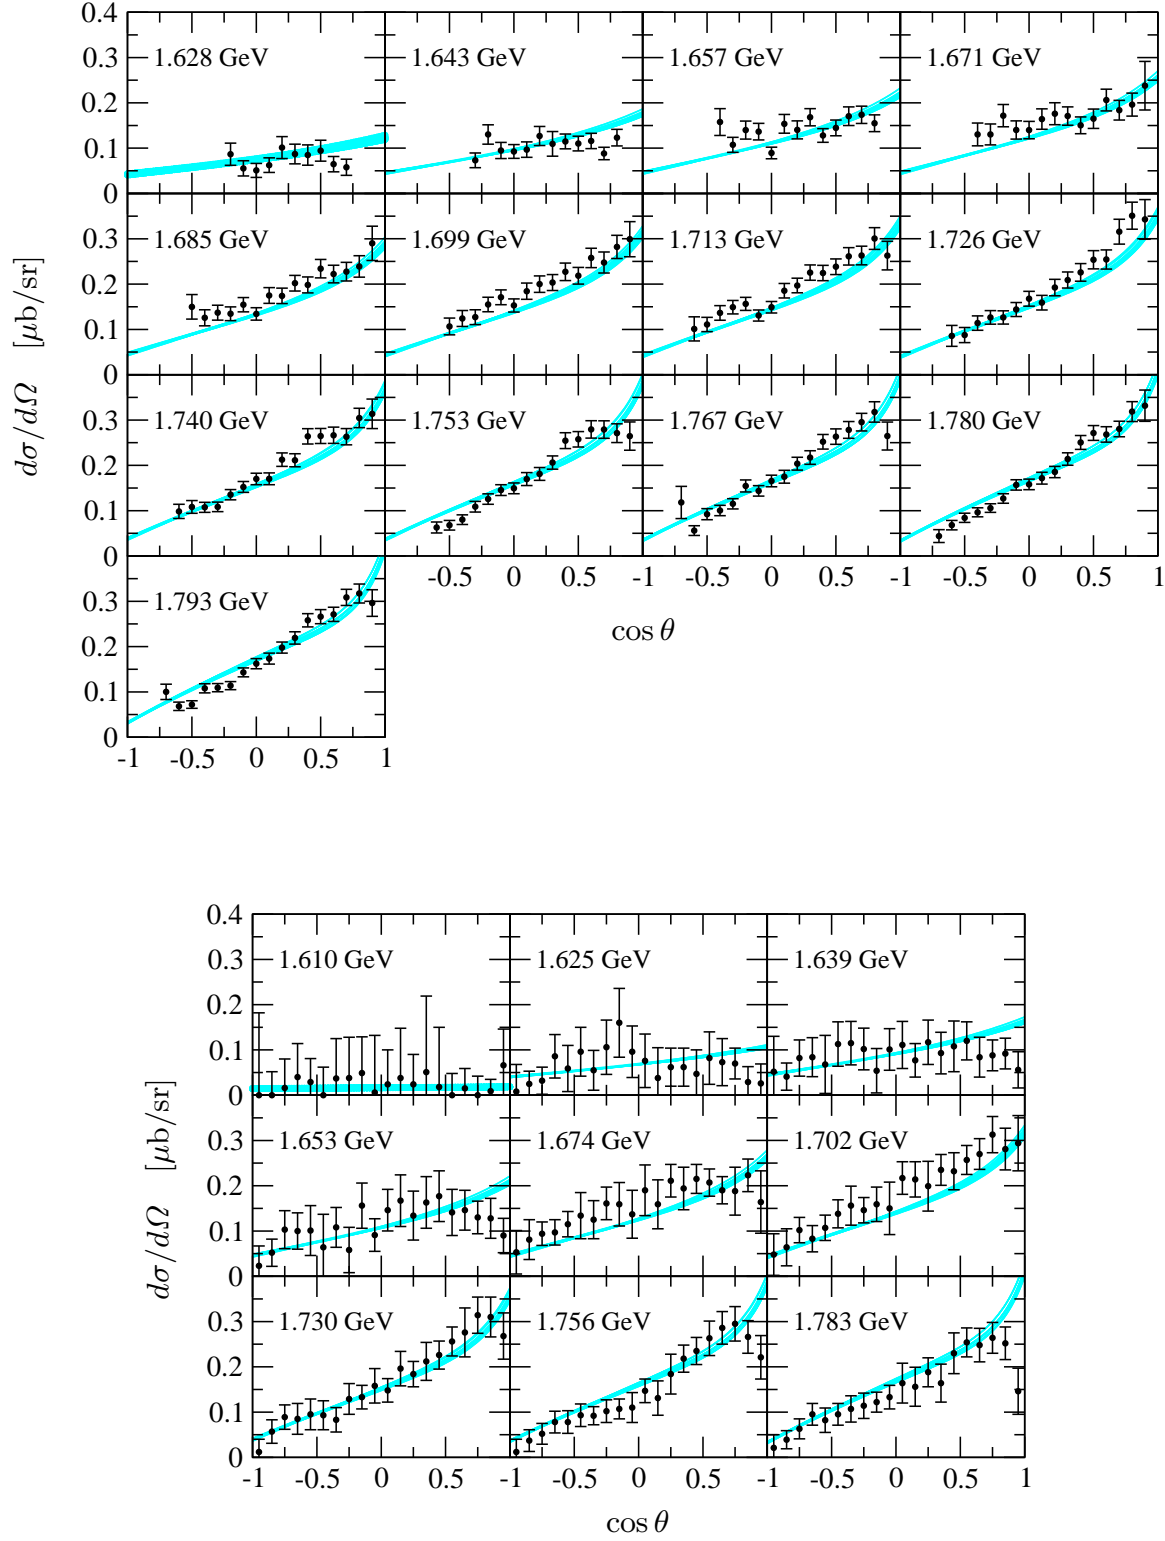 0.4
0.3 1.628 GeV 1.643 GeV 1.657 GeV 1.671 GeV
0.2
0.1
0
0.3 1.685 GeV 1.699 GeV 1.713 GeV 1.726 GeV
0.2
0.1
0
0.3 1.740 GeV 1.753 GeV 1.767 GeV 1.780 GeV
0.2
0.1
0
-0.5 0 0.5 -1 -0.5 0 0.5 -1 -0.5 0 0.5 1
0.3 1.793 GeV
0.2
0.1
0
-1 -0.5 0 0.5 1
cos θ
dσ/dΩ [μb/sr]
0.4
0.3 1.610 GeV 1.625 GeV 1.639 GeV
0.2
0.1
0
0.3 1.653 GeV 1.674 GeV 1.702 GeV
0.2
0.1
0
0.3 1.730 GeV 1.756 GeV 1.783 GeV
0.2
0.1
0
-1 -0.5 0 0.5 -1 -0.5 0 0.5 -1 -0.5 0 0.5 1
cos θ
dσ/dΩ [μb/sr]